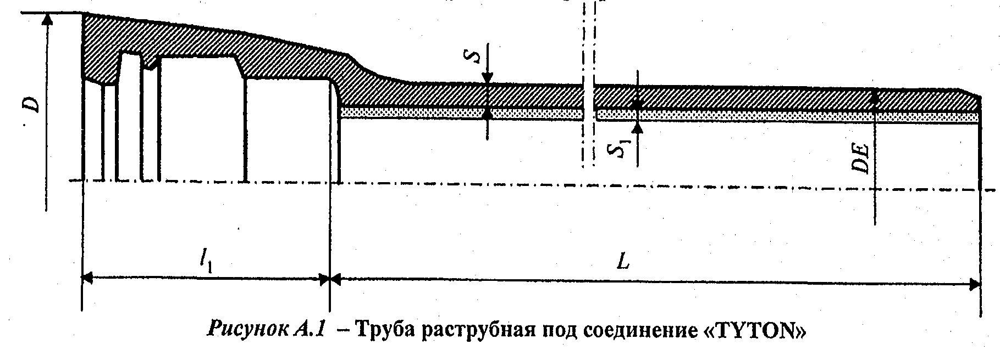 D
S
S₁
DE
l₁
L
Рисунок А.1 – Труба раструбная под соединение «TYTON»